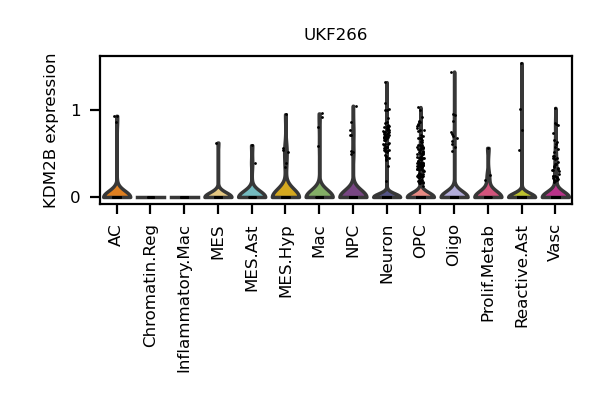 UKF266
KDM2B expression
1
0
AC
Chromatin.Reg
Inflammatory.Mac
MES
MES.Ast
MES.Hyp
Mac
NPC
Neuron
OPC
Oligo
Prolif.Metab
Reactive.Ast
Vasc